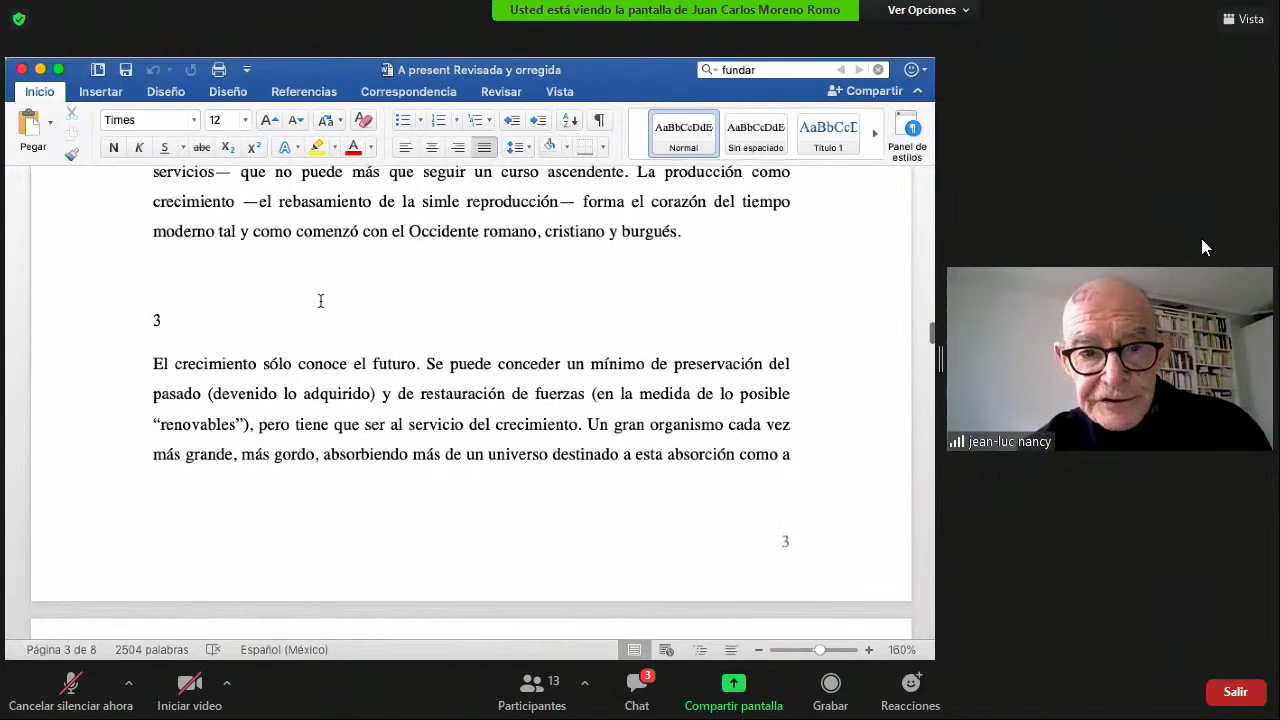 Usted está viendo la pantalla de Juan Carlos Moreno Romo
Ver Opciones
Vista
A present Revisada y orregida
fundar
Inicio
Insertar
Diseño
Diseño
Referencias
Correspondencia
Revisar
Vista
Compartir
Pegar
Times
12
N K S abc X₂ X²
A
AaBbCcDdE
Normal
AaBbCcDdE
Sin espaciado
AaBbCcD
Título 1
Panel de
estilos
servicios— que no puede más que seguir un curso ascendente. La producción como
crecimiento —el rebasamiento de la simle reproducción— forma el corazón del tiempo
moderno tal y como comenzó con el Occidente romano, cristiano y burgués.
3
El crecimiento sólo conoce el futuro. Se puede conceder un mínimo de preservación del
pasado (devenido lo adquirido) y de restauración de fuerzas (en la medida de lo posible
“renovables”), pero tiene que ser al servicio del crecimiento. Un gran organismo cada vez
más grande, más gordo, absorbiendo más de un universo destinado a esta absorción como a
3
jean-luc nancy
Página 3 de 8
2504 palabras
Español (México)
160%
Cancelar silenciar ahora
Iniciar video
13
Participantes
3
Chat
Compartir pantalla
Grabar
Reacciones
Salir